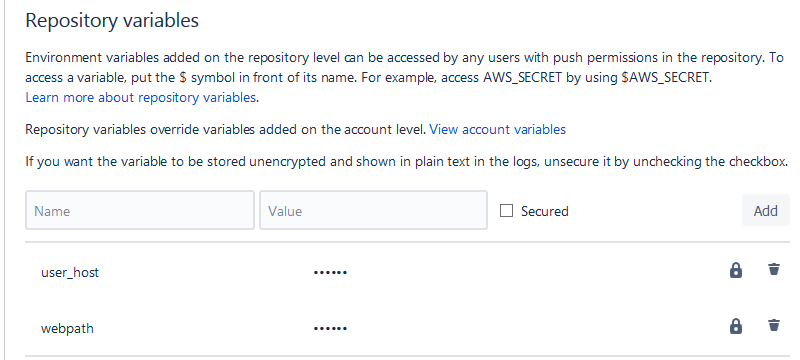 Repository variables
Environment variables added on the repository level can be accessed by any users with push permissions in the repository. To
access a variable, put the $ symbol in front of its name. For example, access AWS_SECRET by using $AWS_SECRET.
Learn more about repository variables.
Repository variables override variables added on the account level. View account variables
If you want the variable to be stored unencrypted and shown in plain text in the logs, unsecure it by unchecking the checkbox.
Name Value Secured Add
user_host ••••••
webpath ••••••